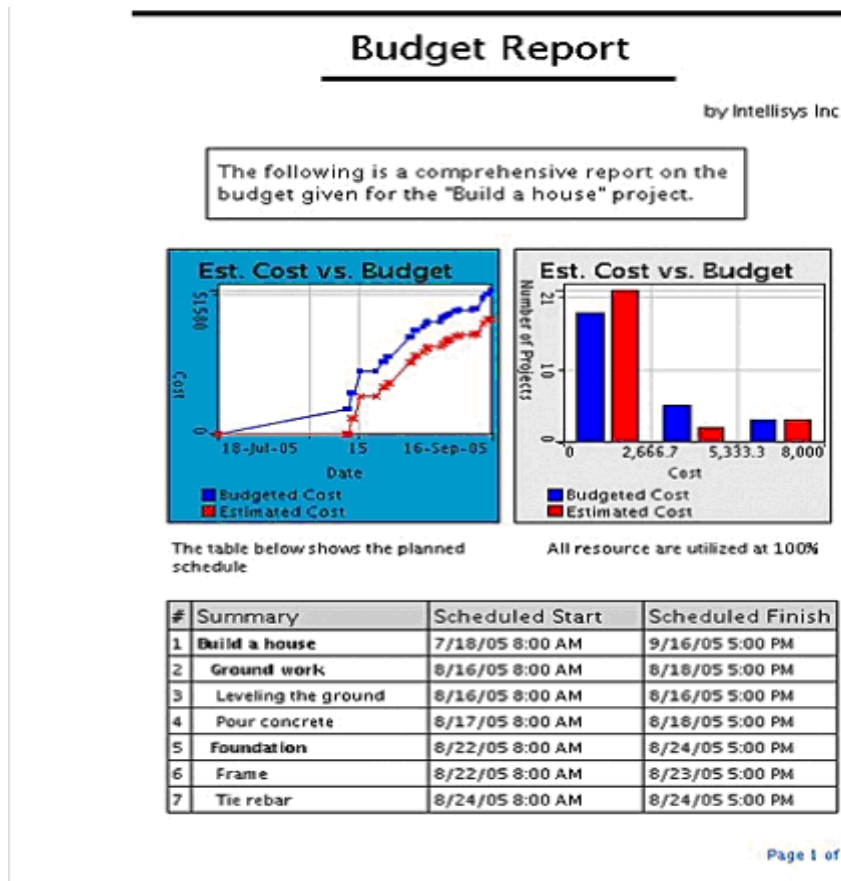 Budget Report
by Intellisys Inc
The following is a comprehensive report on the
budget given for the "Build a house" project.
Est. Cost vs. Budget
51580
Cost
0
18-Jul-05 15 16-Sep-05
Date
Budgeted Cost
Estimated Cost
Est. Cost vs. Budget
Number of Projects
21
10
0
0 2,666.7 5,333.3 8,000
Cost
Budgeted Cost
Estimated Cost
The table below shows the planned
schedule
All resource are utilized at 100%
# Summary Scheduled Start Scheduled Finish
1 Build a house 7/18/05 8:00 AM 9/16/05 5:00 PM
2 Ground work 8/16/05 8:00 AM 8/18/05 5:00 PM
3 Leveling the ground 8/16/05 8:00 AM 8/16/05 5:00 PM
4 Pour concrete 8/17/05 8:00 AM 8/18/05 5:00 PM
5 Foundation 8/22/05 8:00 AM 8/24/05 5:00 PM
6 Frame 8/22/05 8:00 AM 8/23/05 5:00 PM
7 Tie rebar 8/24/05 8:00 AM 8/24/05 5:00 PM
Page 1 of